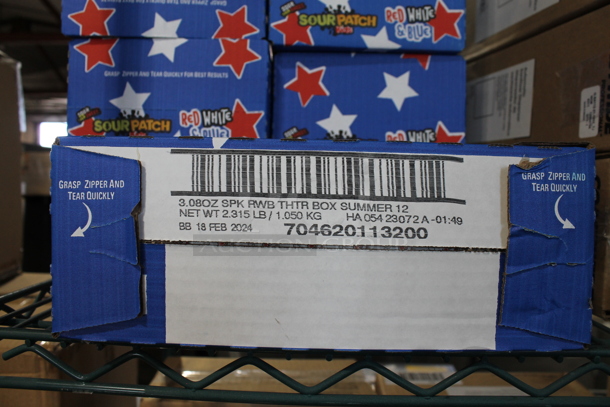 SOUR PATCH
Kids
RED WHITE
& BLUE
GRASP ZIPPER AND TEAR QUICKLY FOR BEST RESULTS
SOUR PATCH
RED WHITE
& BLUE
SOUR PATCH
RED WHITE
& BLUE
GRASP ZIPPER AND
TEAR QUICKLY
3.08OZ SPK RWB THTR BOX SUMMER 12
NET WT 2.315 LB / 1.050 KG HA 054 23072 A -01:49
BB 18 FEB 2024 704620113200
GRASP ZIPPER AND
TEAR QUICKLY